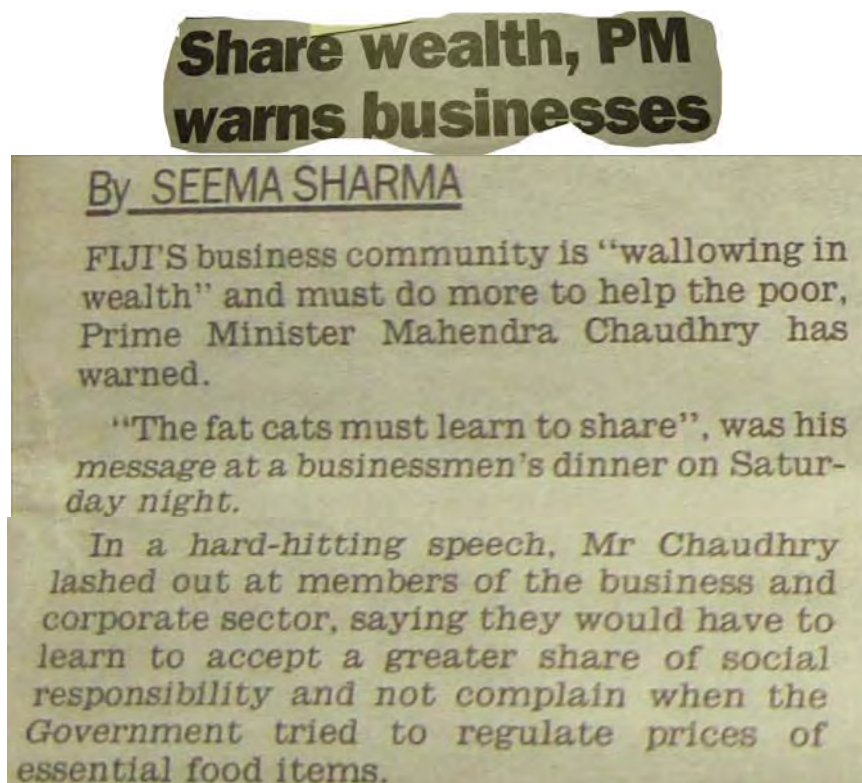 Share wealth, PM
warns businesses
By SEEMA SHARMA
FIJI'S business community is "wallowing in
wealth" and must do more to help the poor,
Prime Minister Mahendra Chaudhry has
warned.
"The fat cats must learn to share", was his
message at a businessmen's dinner on Satur-
day night.
In a hard-hitting speech, Mr Chaudhry
lashed out at members of the business and
corporate sector, saying they would have to
learn to accept a greater share of social
responsibility and not complain when the
Government tried to regulate prices of
essential food items.